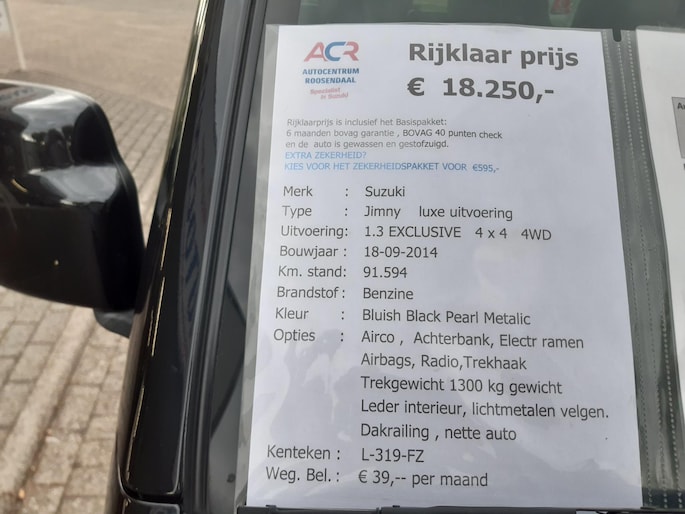 ACR
AUTOCENTRUM
ROOSENDAAL
Specialist
in Suzuki
Rijklaar prijs
€ 18.250,-
Rijklaarprijs is inclusief het Basispakket:
6 maanden bovag garantie , BOVAG 40 punten check
en de auto is gewassen en gestofzuigd.
EXTRA ZEKERHEID?
KIES VOOR HET ZEKERHEIDSPAKKET VOOR €595,-
Merk : Suzuki
Type : Jimny luxe uitvoering
Uitvoering: 1.3 EXCLUSIVE 4 x 4 4WD
Bouwjaar : 18-09-2014
Km. stand: 91.594
Brandstof : Benzine
Kleur : Bluish Black Pearl Metalic
Opties : Airco , Achterbank, Electr ramen
Airbags, Radio,Trekhaak
Trekgewicht 1300 kg gewicht
Leder interieur, lichtmetalen velgen.
Dakrailing , nette auto
Kenteken : L-319-FZ
Weg. Bel. : € 39,-- per maand